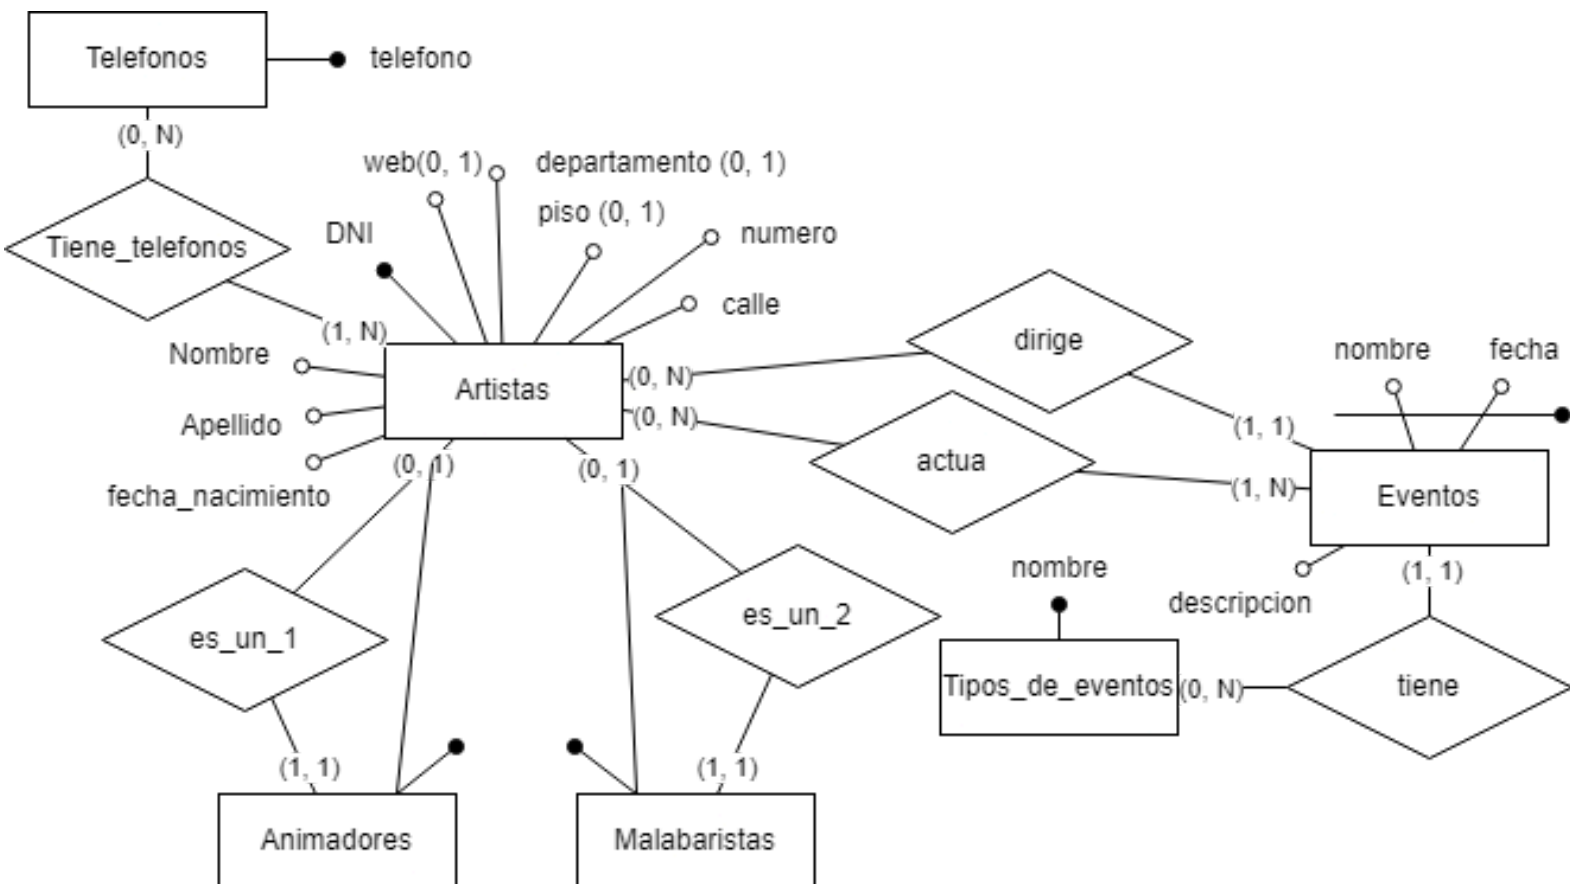 Telefonos
telefono
(0, N)
web(0, 1)
departamento (0, 1)
piso (0, 1)
DNI
numero
Tiene_telefonos
calle
(1, N)
Nombre
dirige
nombre
fecha
Artistas
(0, N)
(0, N)
Apellido
(1, 1)
(0, 1)
(0, 1)
actua
fecha_nacimiento
(1, N)
Eventos
nombre
(1, 1)
descripcion
es_un_1
es_un_2
Tipos_de_eventos
(0, N)
tiene
(1, 1)
(1, 1)
Animadores
Malabaristas